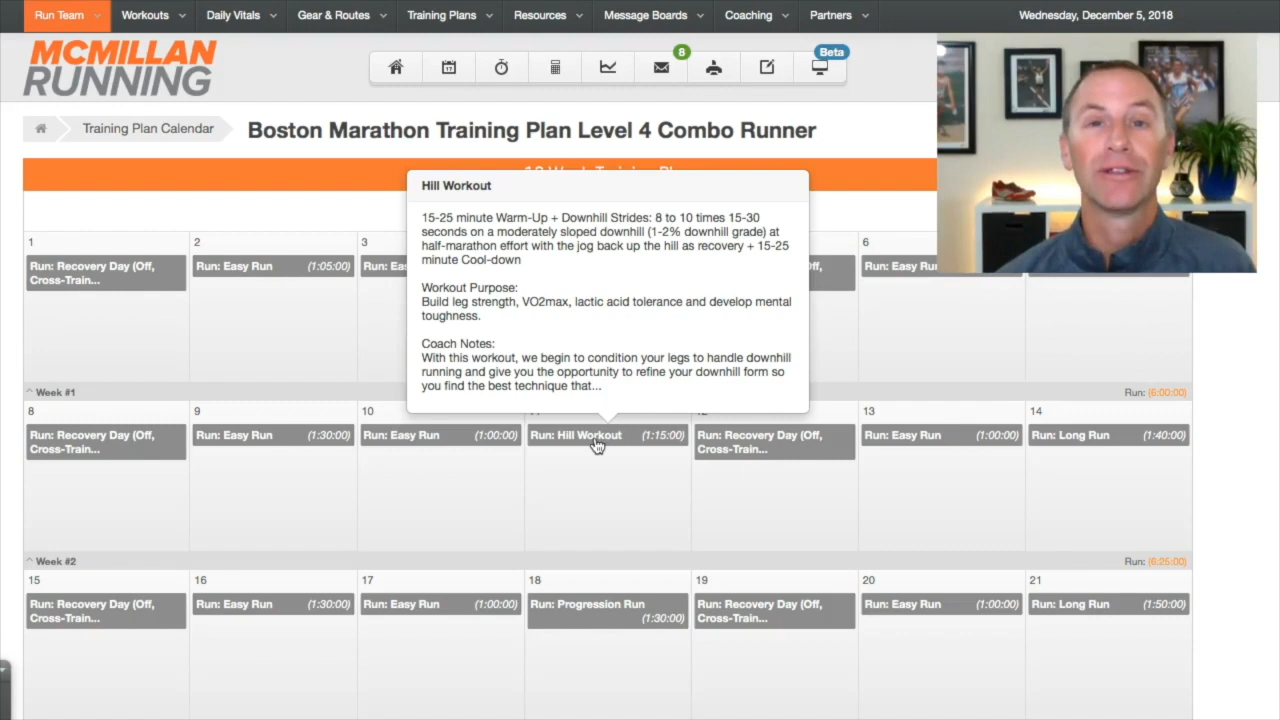 Run Team
Workouts
Daily Vitals
Gear & Routes
Training Plans
Resources
Message Boards
Coaching
Partners
Wednesday, December 5, 2018
MCMILLAN
RUNNING
8
Beta
Training Plan Calendar
Boston Marathon Training Plan Level 4 Combo Runner
Hill Workout
15-25 minute Warm-Up + Downhill Strides: 8 to 10 times 15-30
seconds on a moderately sloped downhill (1-2% downhill grade) at
half-marathon effort with the jog back up the hill as recovery + 15-25
minute Cool-down
Workout Purpose:
Build leg strength, VO2max, lactic acid tolerance and develop mental
toughness.
Coach Notes:
With this workout, we begin to condition your legs to handle downhill
running and give you the opportunity to refine your downhill form so
you find the best technique that...
1
2
3
6
Run: Recovery Day (Off,
Cross-Train...
Run: Easy Run (1:05:00)
Run:
Run: Easy
Week #1
Run: (6:00:00)
8
9
10
13
14
Run: Recovery Day (Off,
Cross-Train...
Run: Easy Run (1:30:00)
Run: Easy Run (1:00:00)
Run: Hill Workout (1:15:00)
Run: Recovery Day (Off,
Cross-Train...
Run: Easy Run (1:00:00)
Run: Long Run (1:40:00)
Week #2
Run: (6:25:00)
15
16
17
18
19
20
21
Run: Recovery Day (Off,
Cross-Train...
Run: Easy Run (1:30:00)
Run: Easy Run (1:00:00)
Run: Progression Run
(1:30:00)
Run: Recovery Day (Off,
Cross-Train...
Run: Easy Run (1:00:00)
Run: Long Run (1:50:00)